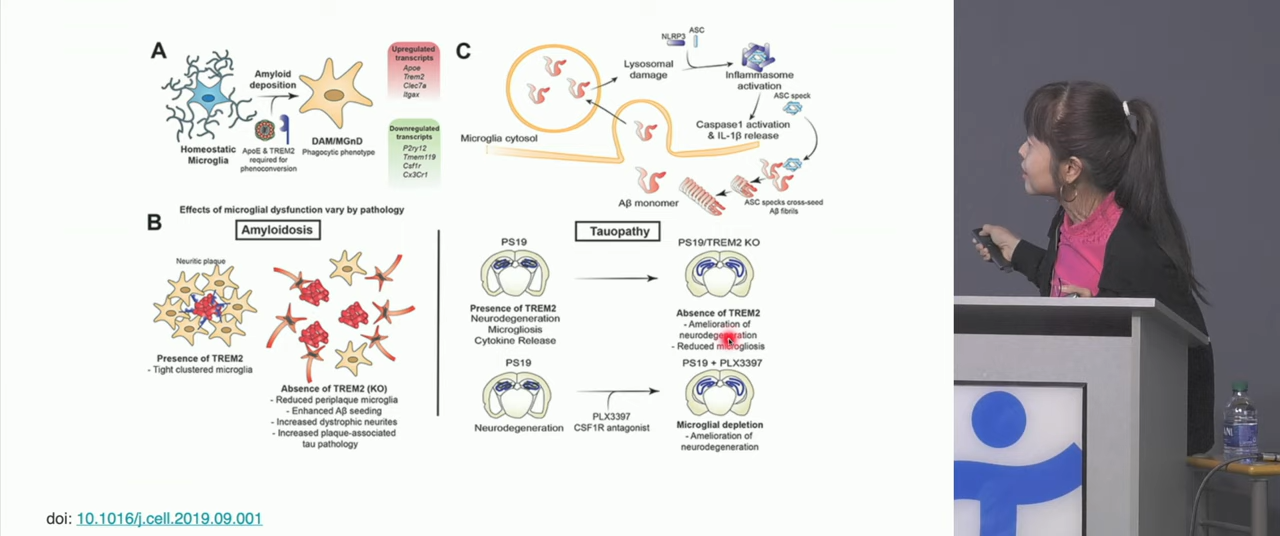 A
Amyloid
deposition
Homeostatic
Microglia
ApoE & TREM2
required for
phenoconversion
DAM/MGnD
Phagocytic phenotype
Upregulated
transcripts
Apoe
Trem2
Clec7a
Itgax
Downregulated
transcripts
P2ry12
Tmem119
Csf1r
Cx3Cr1
C
NLRP3
ASC
Lysosomal
damage
Inflammasome
activation
ASC speck
Caspase1 activation
& IL-1β release
Microglia cytosol
Aβ monomer
ASC specks cross-seed
Aβ fibrils
B
Effects of microglial dysfunction vary by pathology
Amyloidosis
Neuritic plaque
Presence of TREM2
- Tight clustered microglia
Absence of TREM2 (KO)
- Reduced periplaque microglia
- Enhanced Aβ seeding
- Increased dystrophic neurites
- Increased plaque-associated
tau pathology
Tauopathy
PS19
Presence of TREM2
Neurodegeneration
Microgliosis
Cytokine Release
PS19/TREM2 KO
Absence of TREM2
- Amelioration of
neurodegeneration
- Reduced microgliosis
PS19
Neurodegeneration
PLX3397
CSF1R antagonist
PS19 + PLX3397
Microglial depletion
- Amelioration of
neurodegeneration
doi: 10.1016/j.cell.2019.09.001